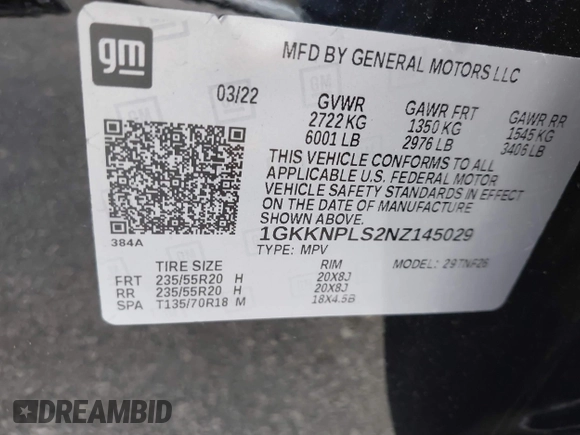 gm
MFD BY GENERAL MOTORS LLC
03/22
GVWR GAWR FRT GAWR RR
2722 KG 1350 KG 1545 KG
6001 LB 2976 LB 3406 LB
THIS VEHICLE CONFORMS TO ALL
APPLICABLE U.S. FEDERAL MOTOR
VEHICLE SAFETY STANDARDS IN EFFECT
ON THE DATE OF MANUFACTURE
SHOWN ABOVE.
384A
1GKKNPLS2NZ145029
TYPE: MPV MODEL:
TIRE SIZE RIM
FRT 235/55R20 H 20X8J
RR 235/55R20 H 20X8J
SPA T135/70R18 M 18X4.5B
DREAMBID